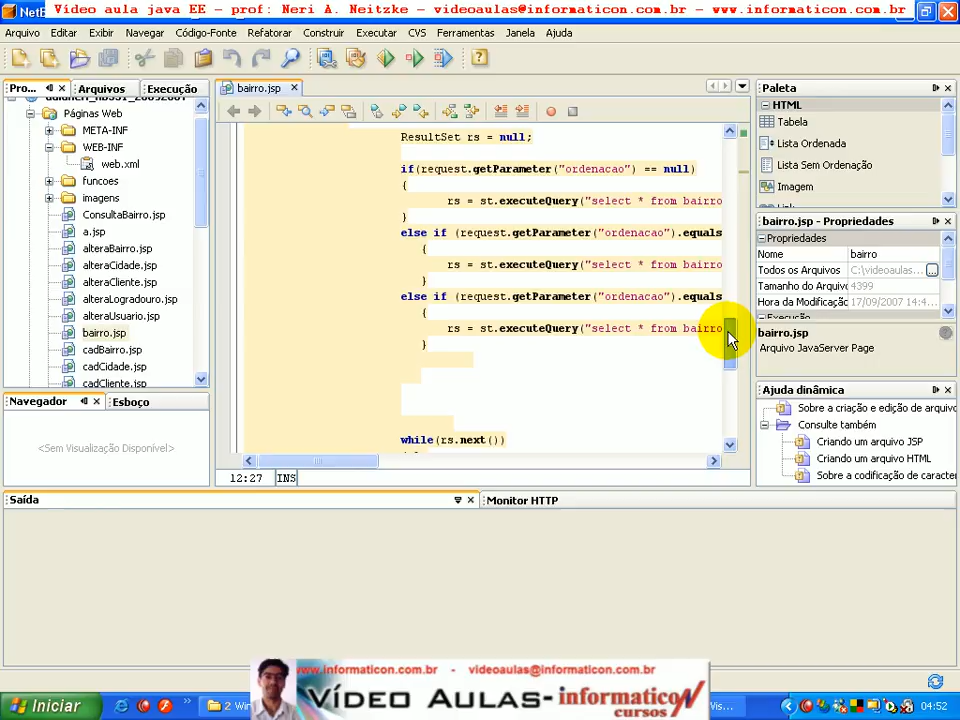 Vídeo aula java EE – prof: Neri A. Neitzke – videoaulas@informaticon.com.br – www.informaticon.com.br
Arquivo Editar Exibir Navegar Código-Fonte Refatorar Construir Executar CVS Ferramentas Janela Ajuda
Pro... Arquivos Execução
bairro.jsp
Paleta
Páginas Web
META-INF
WEB-INF
web.xml
funcoes
imagens
ConsultaBairro.jsp
a.jsp
alteraBairro.jsp
alteraCidade.jsp
alteraCliente.jsp
alteraLogradouro.jsp
alteraUsuario.jsp
bairro.jsp
cadBairro.jsp
cadCidade.jsp
cadCliente.jsp
ResultSet rs = null;
if(request.getParameter("ordenacao") == null)
{
rs = st.executeQuery("select * from bairro
}
else if (request.getParameter("ordenacao").equals
{
rs = st.executeQuery("select * from bairro
}
else if (request.getParameter("ordenacao").equals
{
rs = st.executeQuery("select * from bairro
}
while(rs.next())
12:27 INS
HTML
Tabela
Lista Ordenada
Lista Sem Ordenação
Imagem
bairro.jsp - Propriedades
Propriedades
Nome bairro
Todos os Arquivos C:\videoaulas...
Tamanho do Arquivo 4399
Hora da Modificação 17/09/2007 14:4...
Execução
bairro.jsp
Arquivo JavaServer Page
Ajuda dinâmica
Sobre a criação e edição de arquivo
Consulte também
Criando um arquivo JSP
Criando um arquivo HTML
Sobre a codificação de caracte
Navegador Esboço
<Sem Visualização Disponível>
Saída
Monitor HTTP
www.informaticon.com.br - videoaulas@informaticon.com.br
Vídeo Aulas- informaticon
cursos
Iniciar
2 Win
Vis...
04:52